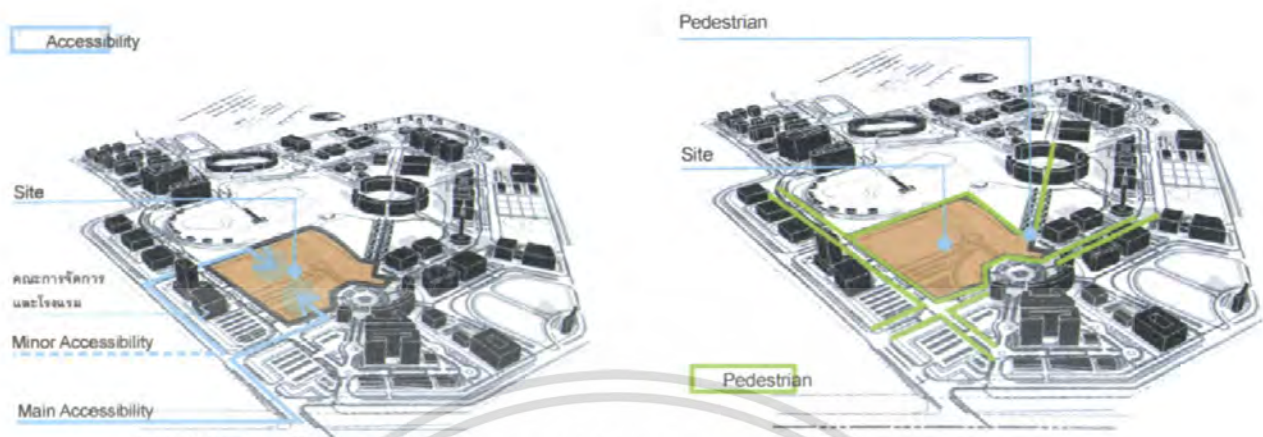 Accessibility
Site
คณะการจัดการ
และโรงแรม
Minor Accessibility
Main Accessibility
Pedestrian
Site
Pedestrian